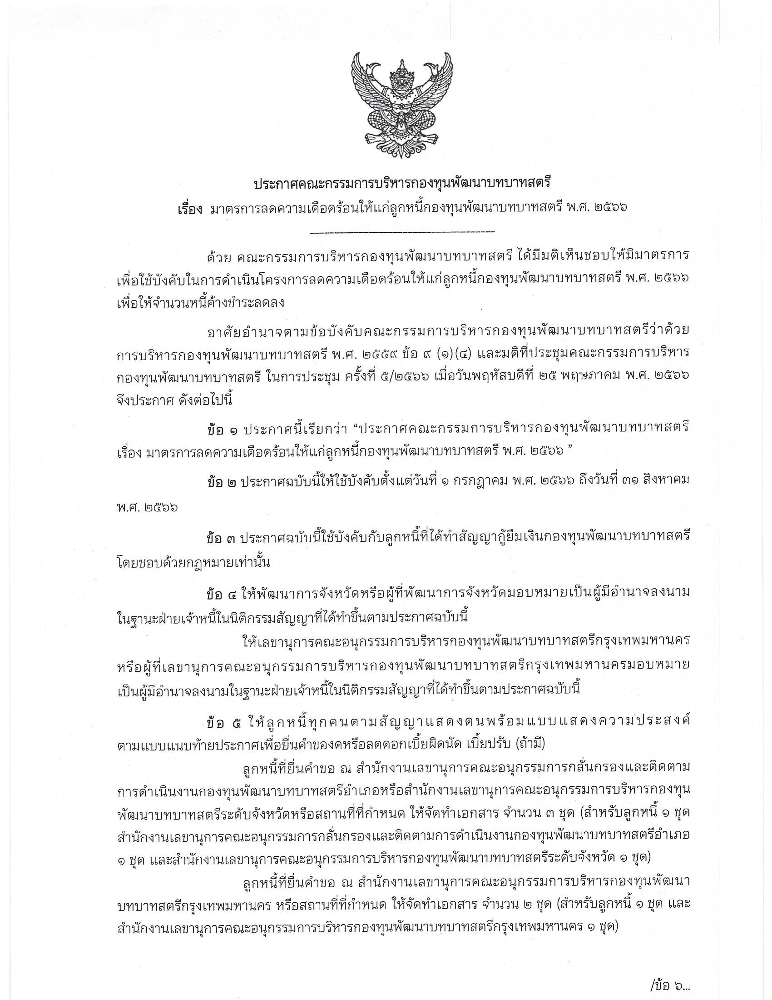 ประกาศคณะกรรมการบริหารกองทุนพัฒนาบทบาทสตรี
เรื่อง มาตรการลดความเดือดร้อนให้แก่ลูกหนี้กองทุนพัฒนาบทบาทสตรี พ.ศ. ๒๕๖๖
ด้วย คณะกรรมการบริหารกองทุนพัฒนาบทบาทสตรี ได้มีมติเห็นชอบให้มีมาตรการ
เพื่อใช้บังคับในการดำเนินโครงการลดความเดือดร้อนให้แก่ลูกหนี้กองทุนพัฒนาบทบาทสตรี พ.ศ. ๒๕๖๖
เพื่อให้จำนวนหนี้ค้างชำระลดลง
อาศัยอำนาจตามข้อบังคับคณะกรรมการบริหารกองทุนพัฒนาบทบาทสตรีว่าด้วย
การบริหารกองทุนพัฒนาบทบาทสตรี พ.ศ. ๒๕๕๙ ข้อ ๙ (๑)(๔) และมติที่ประชุมคณะกรรมการบริหาร
กองทุนพัฒนาบทบาทสตรี ในการประชุม ครั้งที่ ๕/๒๕๖๖ เมื่อวันพฤหัสบดีที่ ๒๕ พฤษภาคม พ.ศ. ๒๕๖๖
จึงประกาศ ดังต่อไปนี้
ข้อ ๑ ประกาศนี้เรียกว่า “ประกาศคณะกรรมการบริหารกองทุนพัฒนาบทบาทสตรี
เรื่อง มาตรการลดความเดือดร้อนให้แก่ลูกหนี้กองทุนพัฒนาบทบาทสตรี พ.ศ. ๒๕๖๖ ”
ข้อ ๒ ประกาศฉบับนี้ให้ใช้บังคับตั้งแต่วันที่ ๑ กรกฎาคม พ.ศ. ๒๕๖๖ ถึงวันที่ ๓๑ สิงหาคม
พ.ศ. ๒๕๖๖
ข้อ ๓ ประกาศฉบับนี้ใช้บังคับกับลูกหนี้ที่ได้ทำสัญญากู้ยืมเงินกองทุนพัฒนาบทบาทสตรี
โดยชอบด้วยกฎหมายเท่านั้น
ข้อ ๔ ให้พัฒนาการจังหวัดหรือผู้ที่พัฒนาการจังหวัดมอบหมายเป็นผู้มีอำนาจลงนาม
ในฐานะฝ่ายเจ้าหนี้ในนิติกรรมสัญญาที่ได้ทำขึ้นตามประกาศฉบับนี้
ให้เลขานุการคณะอนุกรรมการบริหารกองทุนพัฒนาบทบาทสตรีกรุงเทพมหานคร
หรือผู้ที่เลขานุการคณะอนุกรรมการบริหารกองทุนพัฒนาบทบาทสตรีกรุงเทพมหานครมอบหมาย
เป็นผู้มีอำนาจลงนามในฐานะฝ่ายเจ้าหนี้ในนิติกรรมสัญญาที่ได้ทำขึ้นตามประกาศฉบับนี้
ข้อ ๕ ให้ลูกหนี้ทุกคนตามสัญญาแสดงตนพร้อมแบบแสดงความประสงค์
ตามแบบแนบท้ายประกาศเพื่อยื่นคำของดหรือลดดอกเบี้ยผิดนัด เบี้ยปรับ (ถ้ามี)
ลูกหนี้ที่ยื่นคำขอ ณ สำนักงานเลขานุการคณะอนุกรรมการกลั่นกรองและติดตาม
การดำเนินงานกองทุนพัฒนาบทบาทสตรีอำเภอหรือสำนักงานเลขานุการคณะอนุกรรมการบริหารกองทุน
พัฒนาบทบาทสตรีระดับจังหวัดหรือสถานที่ที่กำหนด ให้จัดทำเอกสาร จำนวน ๓ ชุด (สำหรับลูกหนี้ ๑ ชุด
สำนักงานเลขานุการคณะอนุกรรมการกลั่นกรองและติดตามการดำเนินงานกองทุนพัฒนาบทบาทสตรีอำเภอ
๑ ชุด และสำนักงานเลขานุการคณะอนุกรรมการบริหารกองทุนพัฒนาบทบาทสตรีระดับจังหวัด ๑ ชุด)
ลูกหนี้ที่ยื่นคำขอ ณ สำนักงานเลขานุการคณะอนุกรรมการบริหารกองทุนพัฒนา
บทบาทสตรีกรุงเทพมหานคร หรือสถานที่ที่กำหนด ให้จัดทำเอกสาร จำนวน ๒ ชุด (สำหรับลูกหนี้ ๑ ชุด และ
สำนักงานเลขานุการคณะอนุกรรมการบริหารกองทุนพัฒนาบทบาทสตรีกรุงเทพมหานคร ๑ ชุด)
/ข้อ ๖...